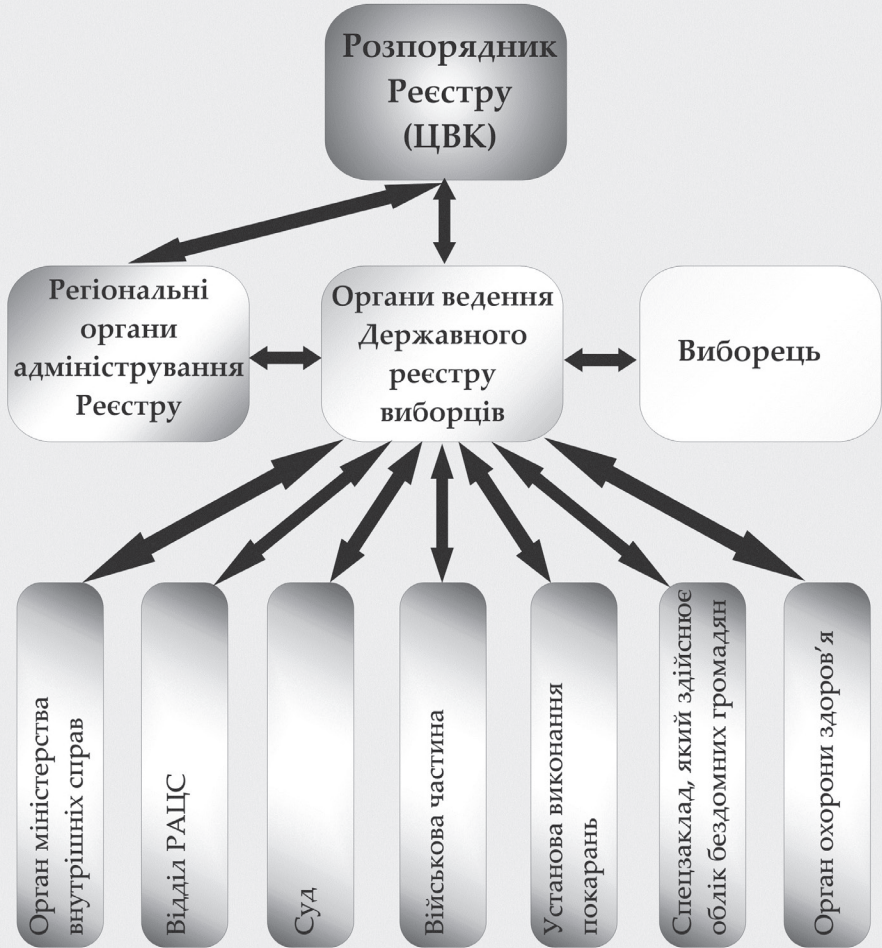 Розпорядник
Реєстру
(ЦВК)
Регіональні
органи
адміністрування
Реєстру
Органи ведення
Державного
реєстру
виборців
Виборець
Орган міністерства
внутрішніх справ
Відділ РАЦС
Суд
Військова частина
Установа виконання
покарань
Спецзаклад, який здійснює
облік бездомних громадян
Орган охорони здоров’я